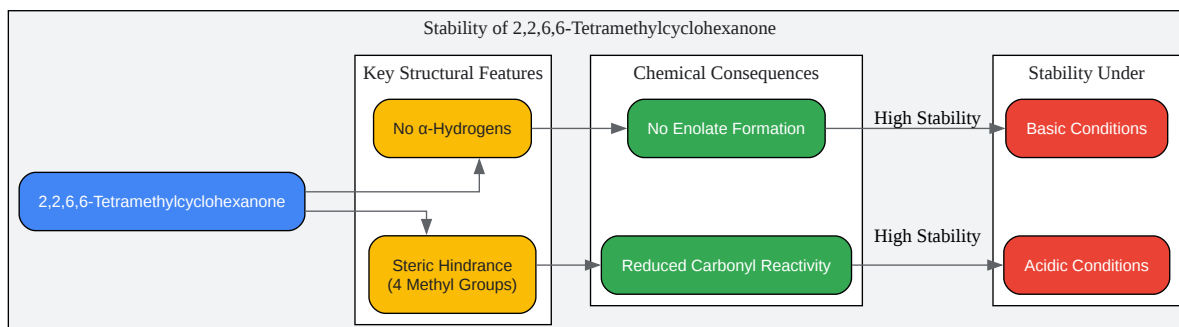 Stability of 2,2,6,6-Tetramethylcyclohexanone
Key Structural Features
Chemical Consequences
Stability Under
No α-Hydrogens
No Enolate Formation
High Stability
Basic Conditions
2,2,6,6-Tetramethylcyclohexanone
Steric Hindrance
(4 Methyl Groups)
Reduced Carbonyl Reactivity
High Stability
Acidic Conditions